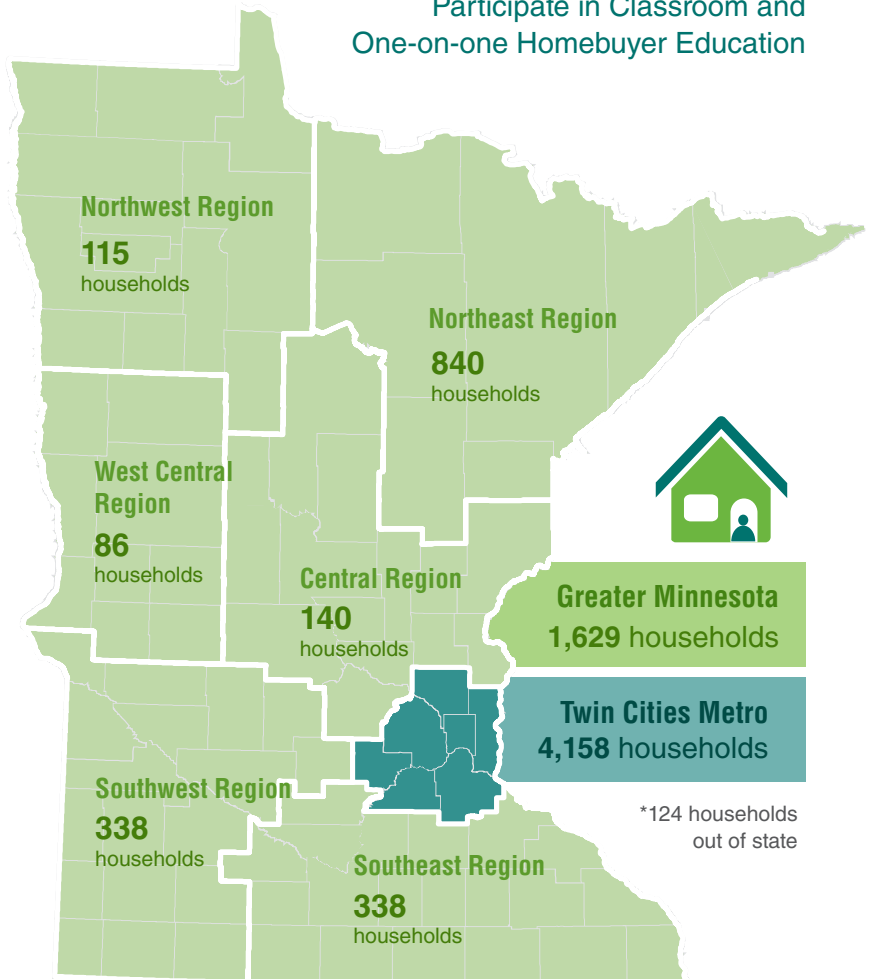 Participate in Classroom and
One-on-one Homebuyer Education
Northwest Region
115
households
Northeast Region
840
households
West Central
Region
86
households
Central Region
140
households
Greater Minnesota
1,629 households
Twin Cities Metro
4,158 households
*124 households
out of state
Southwest Region
338
households
Southeast Region
338
households